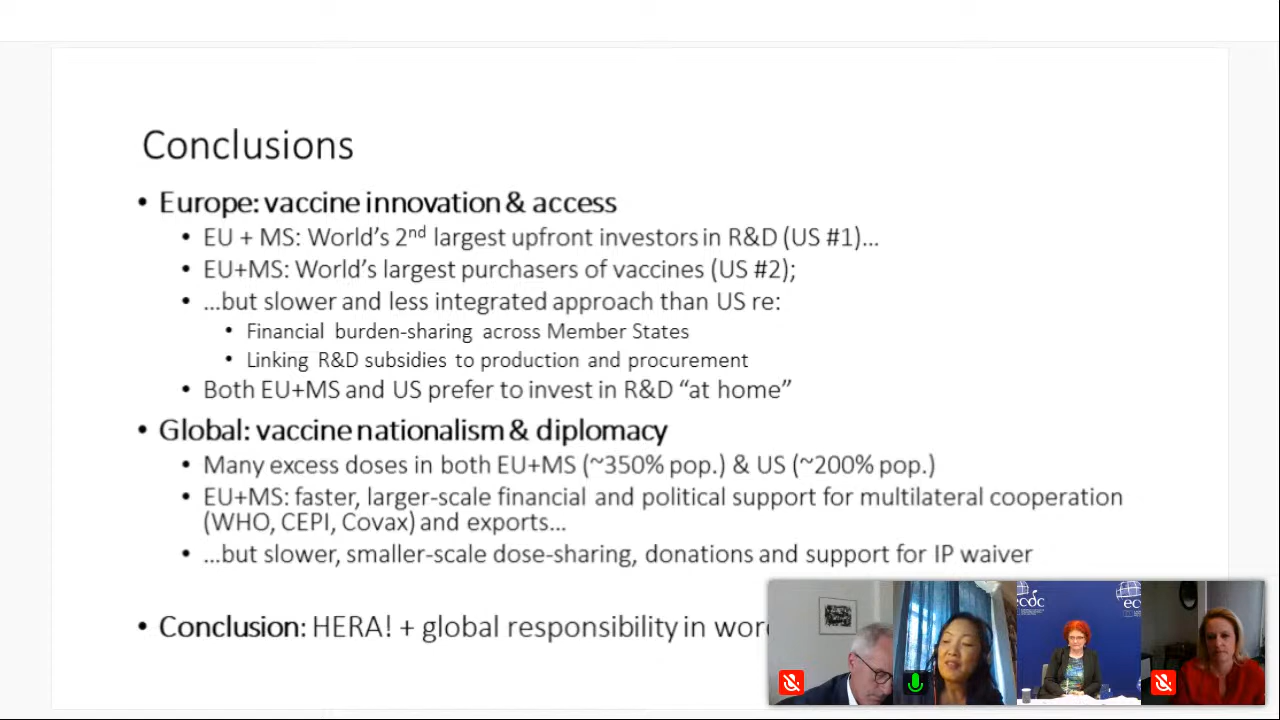 Conclusions
• Europe: vaccine innovation & access
• EU + MS: World’s 2nd largest upfront investors in R&D (US #1)...
• EU+MS: World’s largest purchasers of vaccines (US #2);
• ...but slower and less integrated approach than US re:
• Financial burden-sharing across Member States
• Linking R&D subsidies to production and procurement
• Both EU+MS and US prefer to invest in R&D “at home”
• Global: vaccine nationalism & diplomacy
• Many excess doses in both EU+MS (~350% pop.) & US (~200% pop.)
• EU+MS: faster, larger-scale financial and political support for multilateral cooperation
(WHO, CEPI, Covax) and exports...
• ...but slower, smaller-scale dose-sharing, donations and support for IP waiver
• Conclusion: HERA! + global responsibility in
ecdc